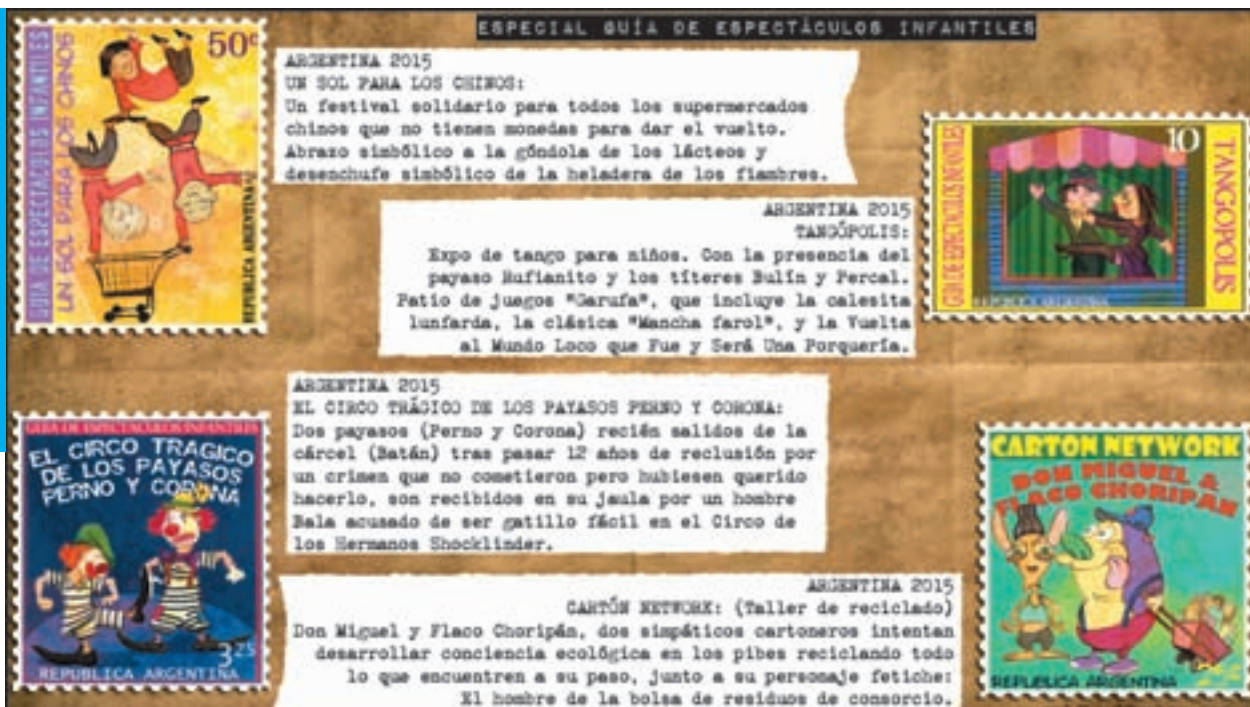 ESPECIAL GUÍA DE ESPECTÁCULOS INFANTILES
GUIA DE ESPECTACULOS INFANTILES
UN SOL PARA LOS CHINOS
50c
REPUBLICA ARGENTINA
ARGENTINA 2015
UN SOL PARA LOS CHINOS:
Un festival solidario para todos los supermercados
chinos que no tienen monedas para dar el vuelto.
Abrazo simbólico a la góndola de los lácteos y
desenchufe simbólico de la heladera de los fiambres.
ARGENTINA 2015
TANGÓPOLIS:
Expo de tango para niños. Con la presencia del
payaso Rufianito y los títeres Bulín y Percal.
Patio de juegos "Garufa", que incluye la calesita
lunfarda, la clásica "Mancha farol", y la Vuelta
al Mundo Loco que Fue y Será Una Porquería.
GUIA DE ESPECTACULOS INFANTILES
10
TANGOPOLIS
REPUBLICA ARGENTINA
GUIA DE ESPECTACULOS INFANTILES
EL CIRCO TRAGICO
DE LOS PAYASOS
PERNO Y CORONA
3 25
REPUBLICA ARGENTINA
ARGENTINA 2015
EL CIRCO TRÁGICO DE LOS PAYASOS PERNO Y CORONA:
Dos payasos (Perno y Corona) recién salidos de la
cárcel (Batán) tras pasar 12 años de reclusión por
un crimen que no cometieron pero hubiesen querido
hacerlo, son recibidos en su jaula por un hombre
Bala acusado de ser gatillo fácil en el Circo de
los Hermanos Shocklinder.
ARGENTINA 2015
CARTÓN NETWORK: (Taller de reciclado)
Don Miguel y Flaco Choripán, dos simpáticos cartoneros intentan
desarrollar conciencia ecológica en los pibes reciclando todo
lo que encuentren a su paso, junto a su personaje fetiche:
El hombre de la bolsa de residuos de consorcio.
CARTON NETWORK
DON MIGUEL &
FLACO CHORIPÁN
REPUBLICA ARGENTINA